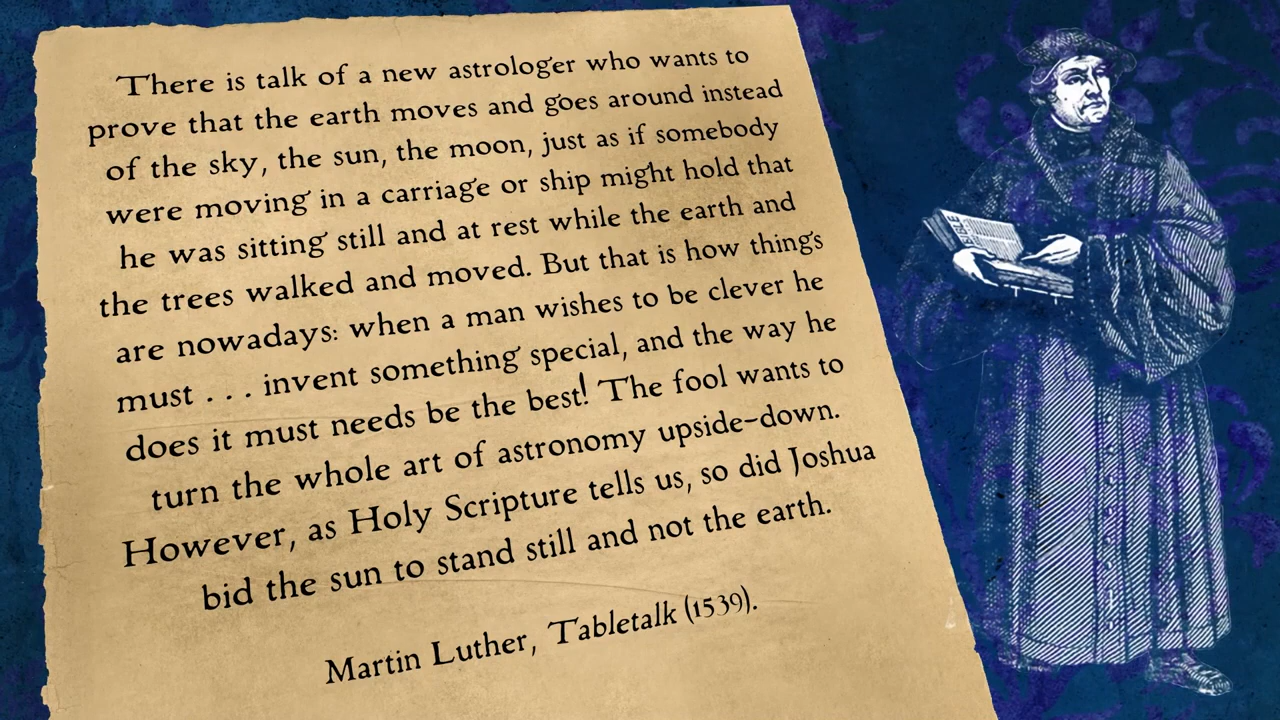 There is talk of a new astrologer who wants to
prove that the earth moves and goes around instead
of the sky, the sun, the moon, just as if somebody
were moving in a carriage or ship might hold that
he was sitting still and at rest while the earth and
the trees walked and moved. But that is how things
are nowadays: when a man wishes to be clever he
must . . . invent something special, and the way he
does it must needs be the best! The fool wants to
turn the whole art of astronomy upside-down.
However, as Holy Scripture tells us, so did Joshua
bid the sun to stand still and not the earth.
Martin Luther, Tabletalk (1539).